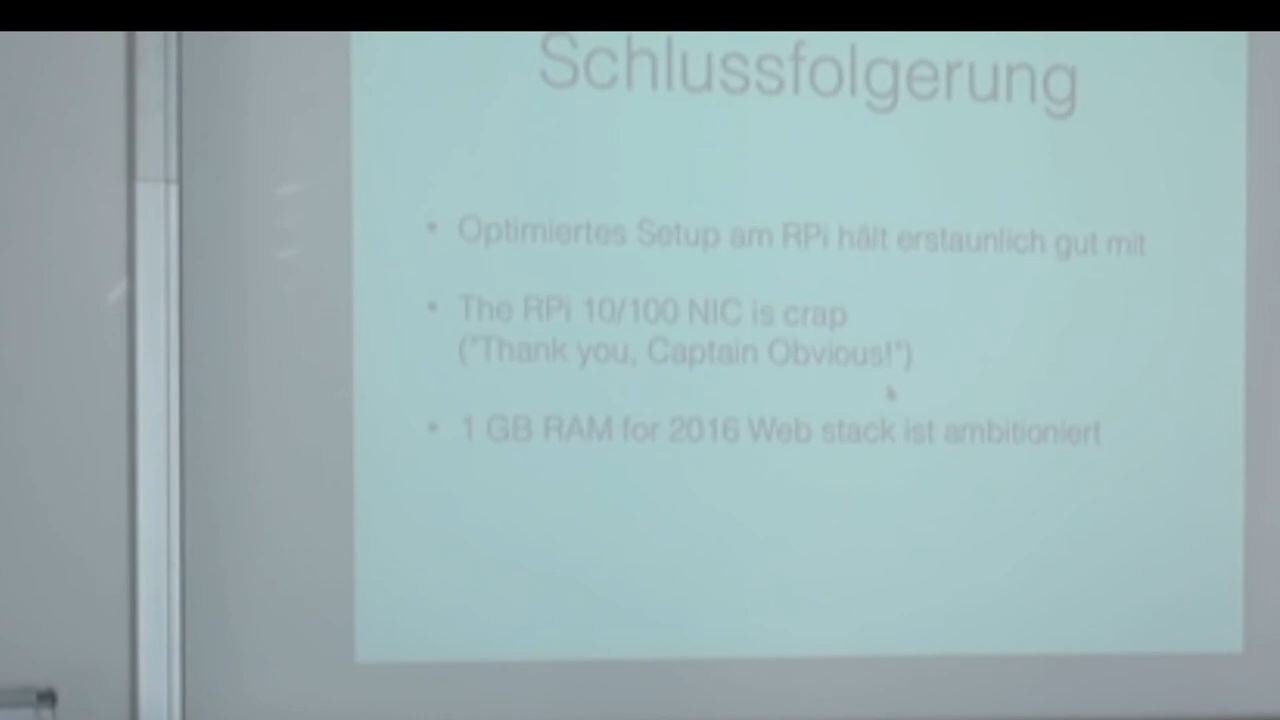 Schlussfolgerung
• Optimiertes Setup am RPi hält erstaunlich gut mit
• The RPi 10/100 NIC is crap
("Thank you, Captain Obvious!")
• 1 GB RAM for 2016 Web stack ist ambitioniert